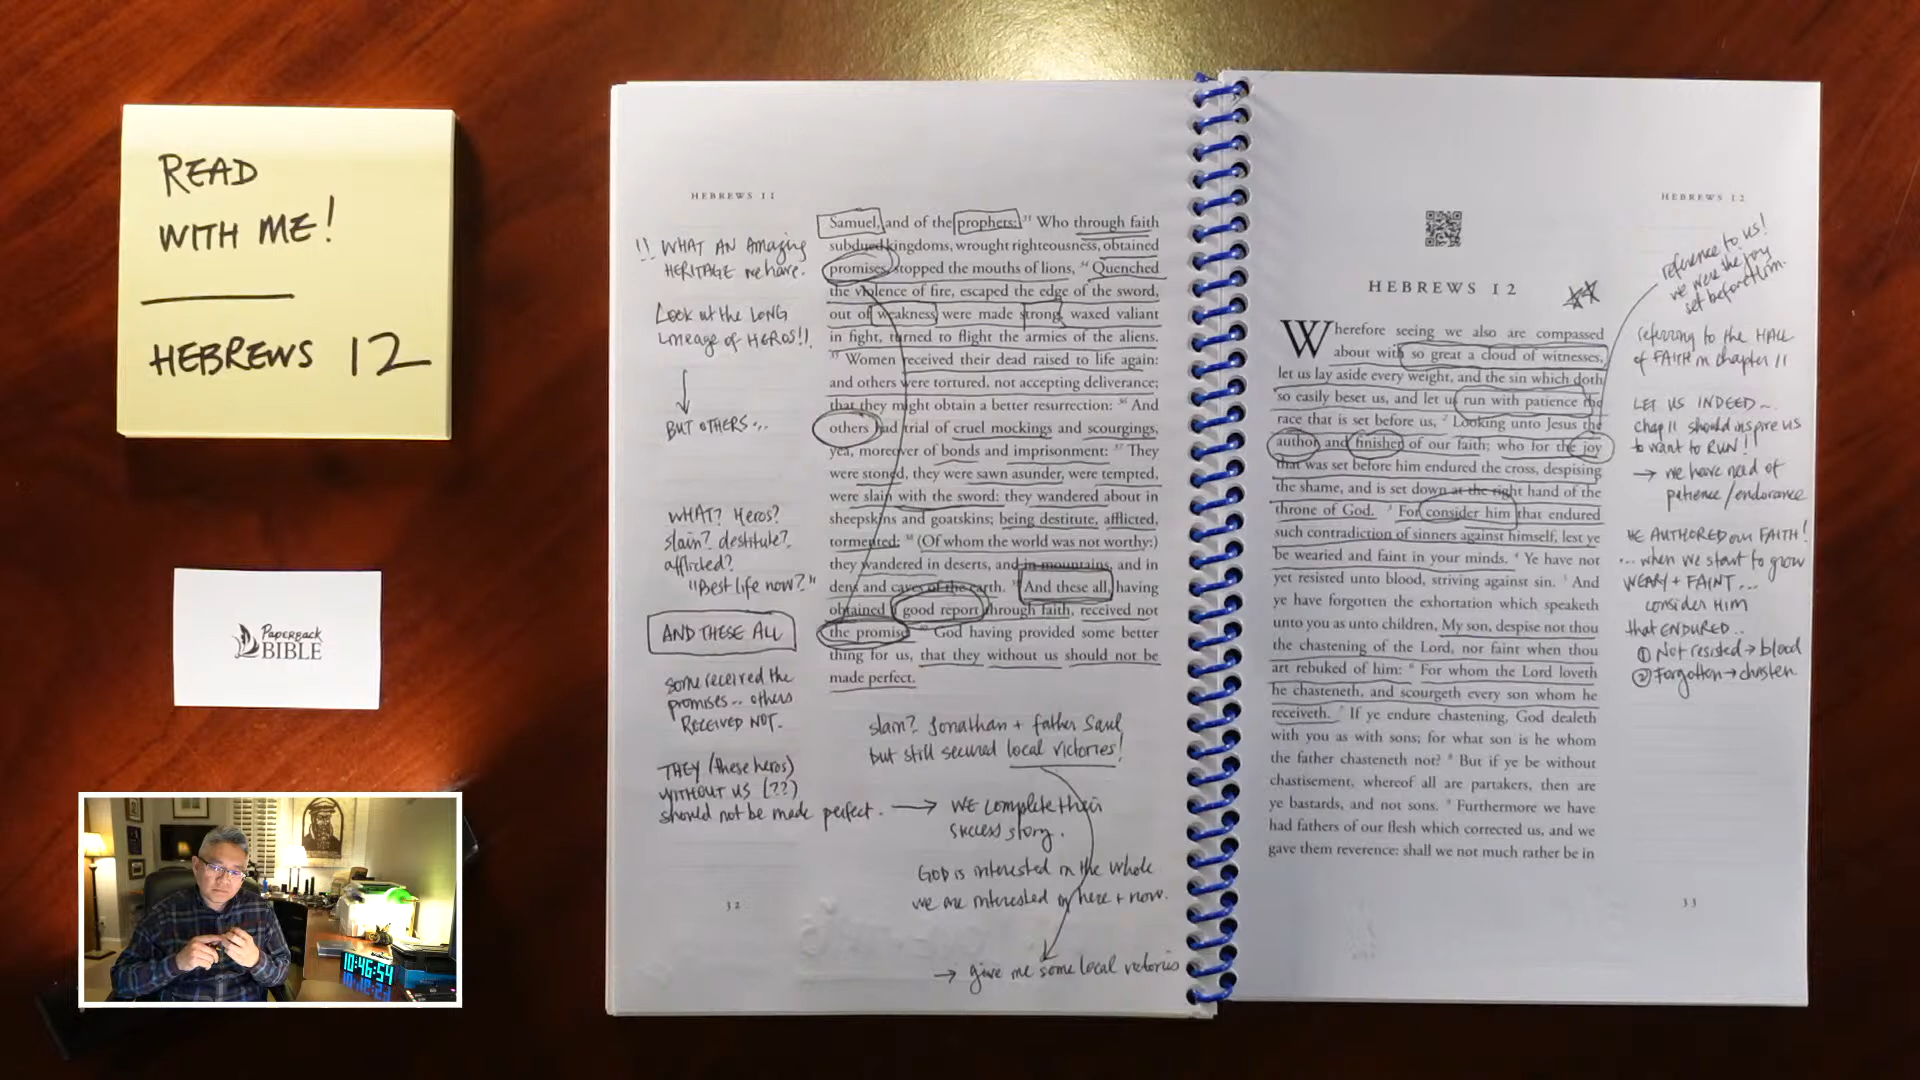 READ
WITH ME!
HEBREWS 12
Paperback
BIBLE
10:46:54
HEBREWS 11
!! WHAT AN Amazing
HERITAGE we have.
Look at the LONG
Lineage of HEROS!!
BUT OTHERS...
WHAT? Heros?
slain? destitute?
afflicted?
"Best life now?"
AND THESE ALL
some received the
promises.. others
RECEIVED NOT.
THEY (these heros)
WITHOUT US (??)
should not be made perfect. → WE complete their
success story.
Samuel, and of the prophets: 33 Who through faith
subdued kingdoms, wrought righteousness, obtained
promises, stopped the mouths of lions, 34 Quenched
the violence of fire, escaped the edge of the sword,
out of weakness were made strong, waxed valiant
in fight, turned to flight the armies of the aliens.
35 Women received their dead raised to life again:
and others were tortured, not accepting deliverance;
that they might obtain a better resurrection: 36 And
others had trial of cruel mockings and scourgings,
yea, moreover of bonds and imprisonment: 37 They
were stoned, they were sawn asunder, were tempted,
were slain with the sword: they wandered about in
sheepskins and goatskins; being destitute, afflicted,
tormented; 38 (Of whom the world was not worthy:)
they wandered in deserts, and in mountains, and in
dens and caves of the earth. 39 And these all, having
obtained good report through faith, received not
the promise: 40 God having provided some better
thing for us, that they without us should not be
made perfect.
slain? Jonathan + father Saul
but still secured local victories!
GOD is interested in the whole
we are interested in here + now.
→ give me some local victories
32
HEBREWS 12
HEBREWS 12
Wherefore seeing we also are compassed
about with so great a cloud of witnesses,
let us lay aside every weight, and the sin which doth
so easily beset us, and let us run with patience the
race that is set before us, 2 Looking unto Jesus the
author and finisher of our faith; who for the joy
that was set before him endured the cross, despising
the shame, and is set down at the right hand of the
throne of God. 3 For consider him that endured
such contradiction of sinners against himself, lest ye
be wearied and faint in your minds. 4 Ye have not
yet resisted unto blood, striving against sin. 5 And
ye have forgotten the exhortation which speaketh
unto you as unto children, My son, despise not thou
the chastening of the Lord, nor faint when thou
art rebuked of him: 6 For whom the Lord loveth
he chasteneth, and scourgeth every son whom he
receiveth. 7 If ye endure chastening, God dealeth
with you as with sons; for what son is he whom
the father chasteneth not? 8 But if ye be without
chastisement, whereof all are partakers, then are
ye bastards, and not sons. 9 Furthermore we have
had fathers of our flesh which corrected us, and we
gave them reverence: shall we not much rather be in
reference to us!
we were the joy
set before Him.
referring to the HALL
of FAITH in chapter 11
LET US INDEED~
chap 11 should inspire us
to want to RUN!
→ we have need of
patience/endurance
HE AUTHORED our FAITH!
... when we start to grow
WEARY + FAINT...
consider HIM
that ENDURED..
① Not resisted → blood
② Forgotten → chasten
33